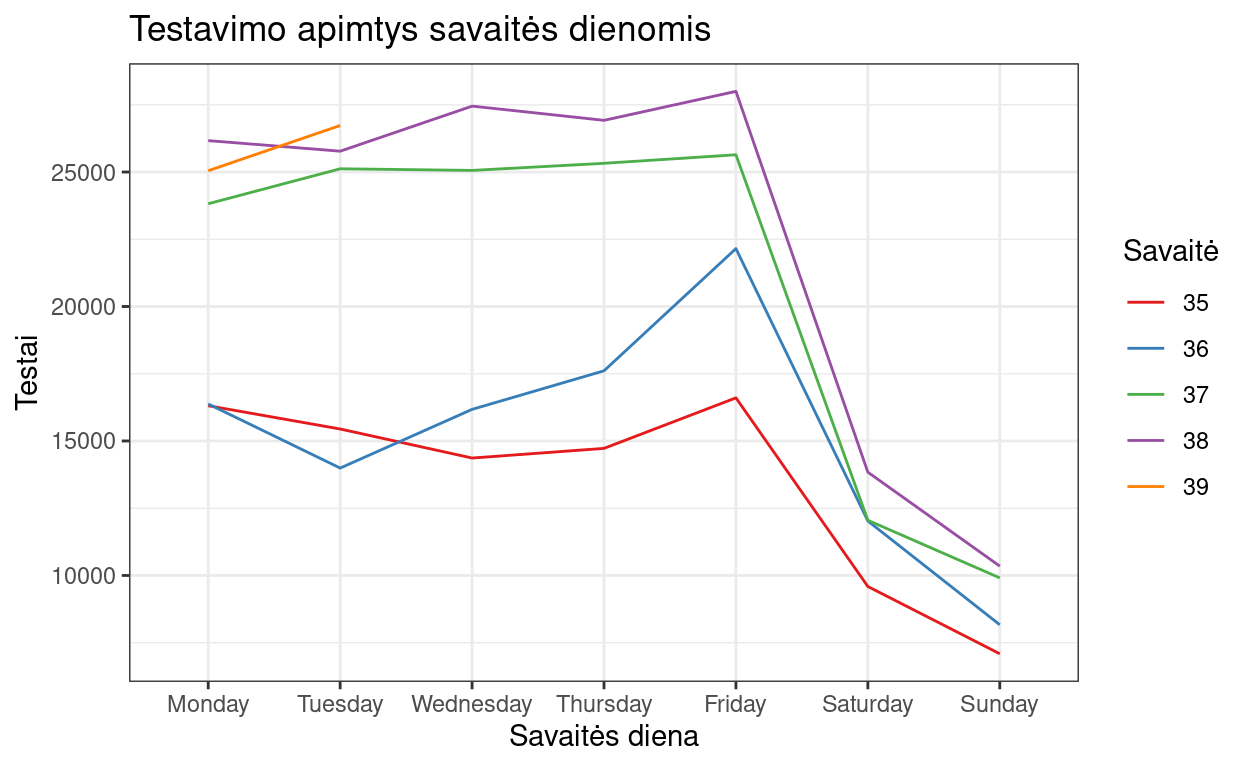 Testavimo apimtys savaitės dienomis
Testai
25000
20000
15000
10000
Monday Tuesday Wednesday Thursday Friday Saturday Sunday
Savaitės diena
Savaitė
35
36
37
38
39